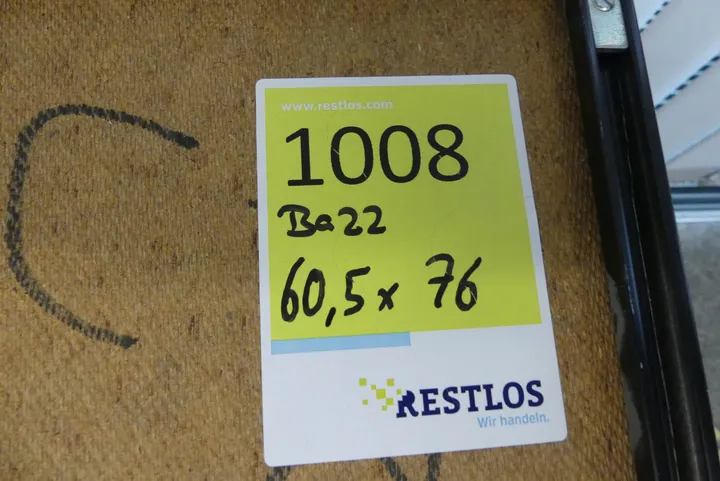 www.restlos.com
1008
Ba22
60,5 x 76
RESTLOS
Wir handeln.